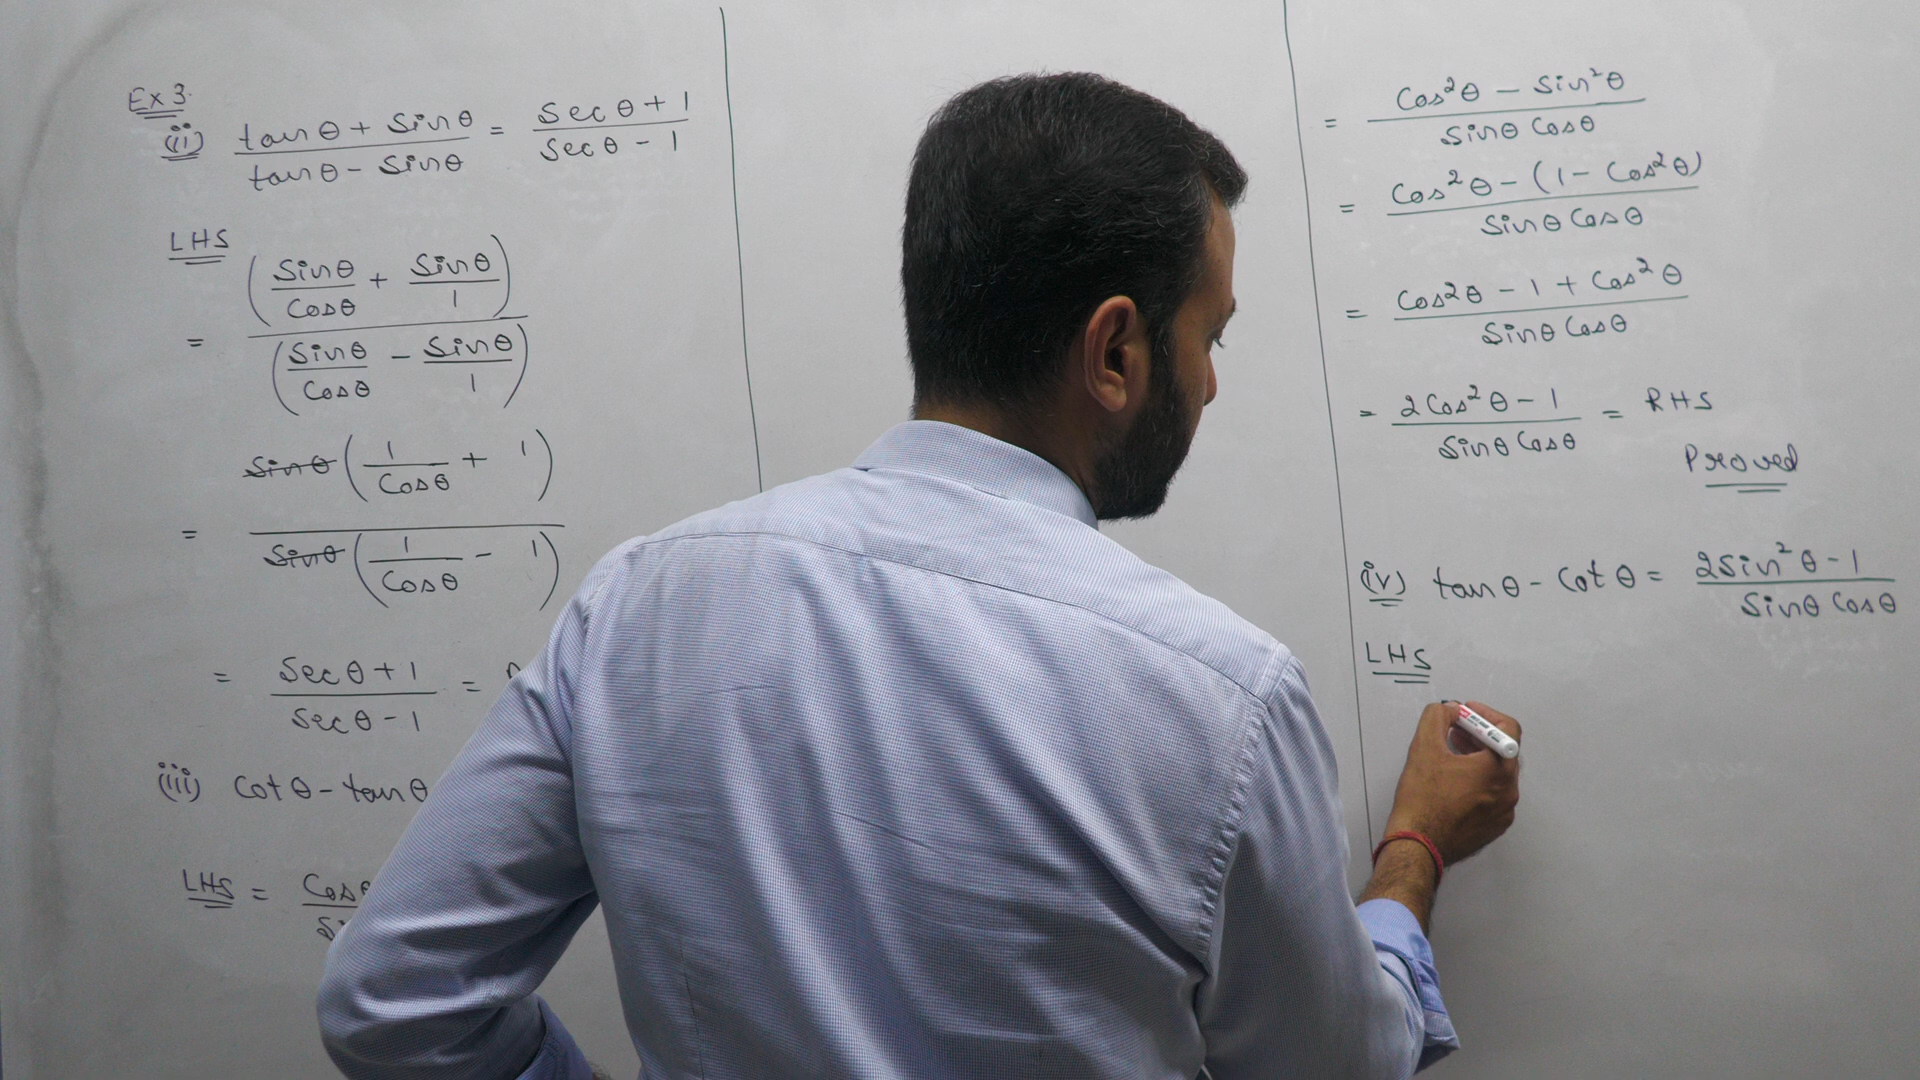 Ex 3.
(ii) (tanθ + Sinθ)/(tanθ - Sinθ) = (Secθ + 1)/(Secθ - 1)
LHS
= (Sinθ/Cosθ + Sinθ/1)/(Sinθ/Cosθ - Sinθ/1)
= Sinθ(1/Cosθ + 1)/Sinθ(1/Cosθ - 1)
= (Secθ + 1)/(Secθ - 1) =
(iii) Cotθ - tanθ
LHS =
= (Cos²θ - Sin²θ)/(Sinθ Cosθ)
= (Cos²θ - (1 - Cos²θ))/(Sinθ Cosθ)
= (Cos²θ - 1 + Cos²θ)/(Sinθ Cosθ)
= (2Cos²θ - 1)/(Sinθ Cosθ) = RHS
Proved
(iv) tanθ - Cotθ = (2Sin²θ - 1)/(Sinθ Cosθ)
LHS